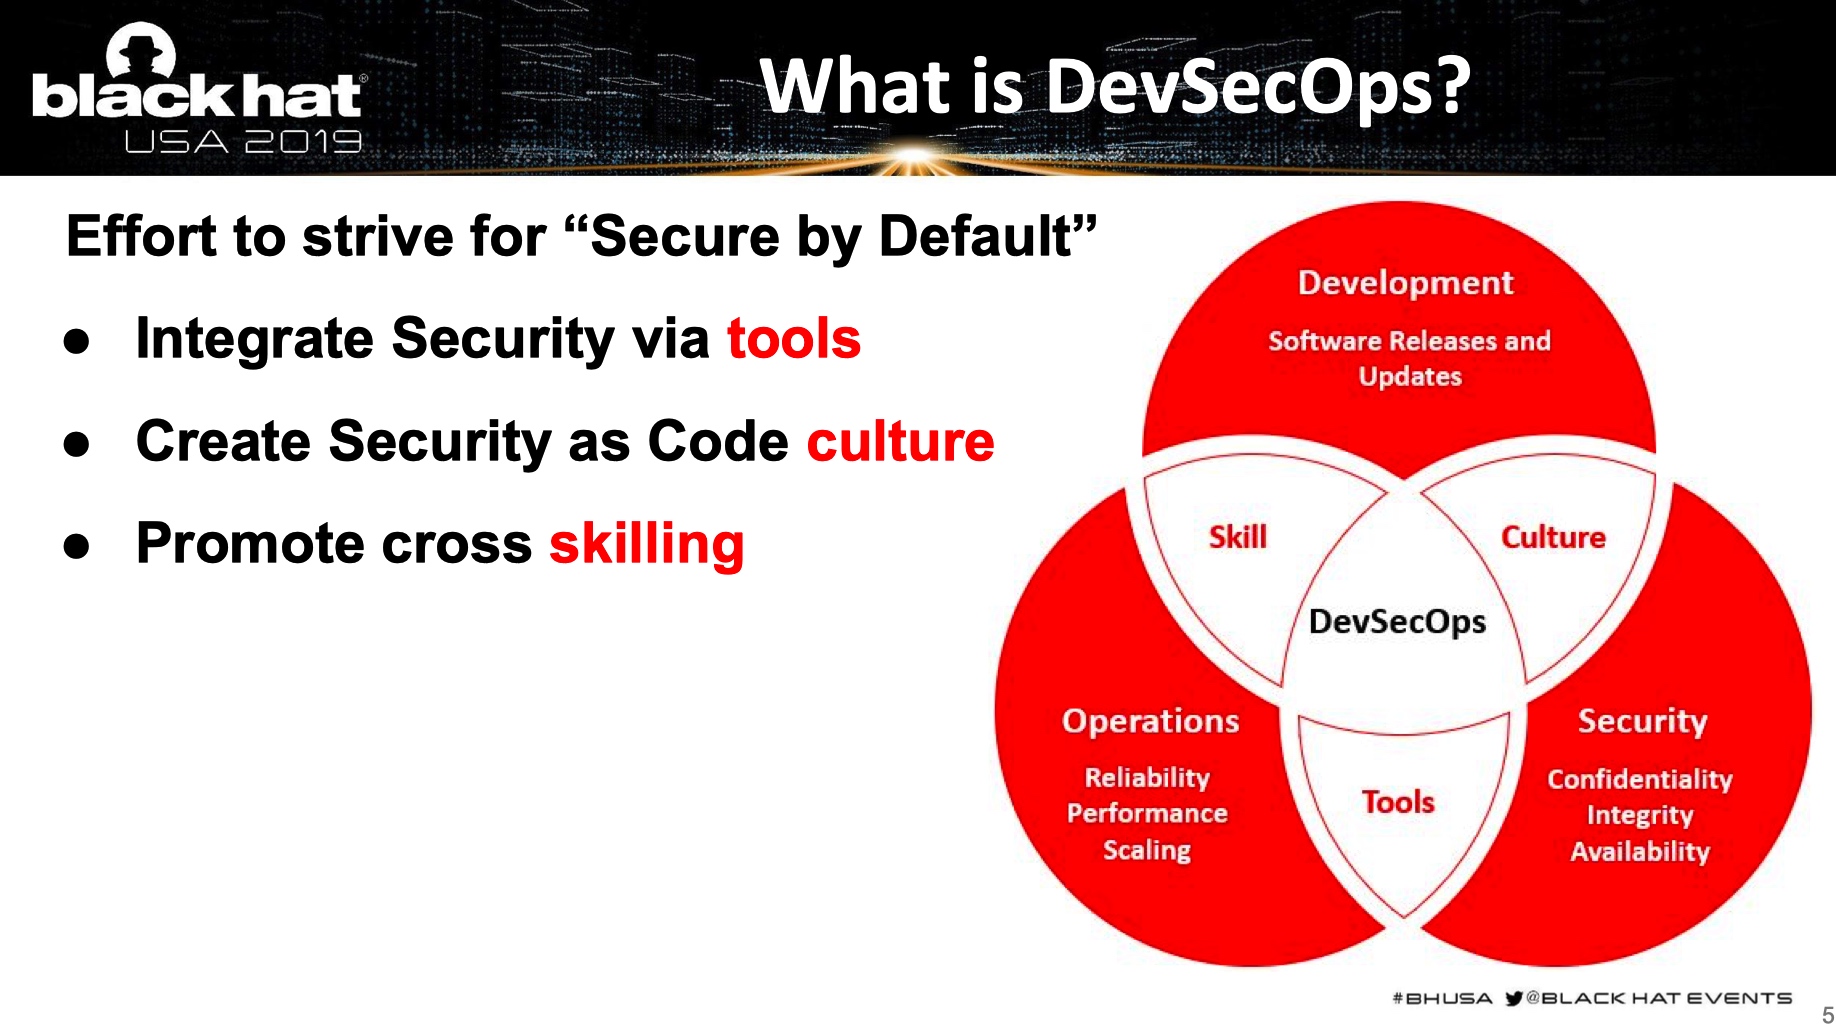 black hat®
USA 2019
What is DevSecOps?
Effort to strive for “Secure by Default”
● Integrate Security via tools
● Create Security as Code culture
● Promote cross skilling
Development
Software Releases and
Updates
Skill
Culture
DevSecOps
Operations
Reliability
Performance
Scaling
Tools
Security
Confidentiality
Integrity
Availability
#BHUSA @BLACK HAT EVENTS
5